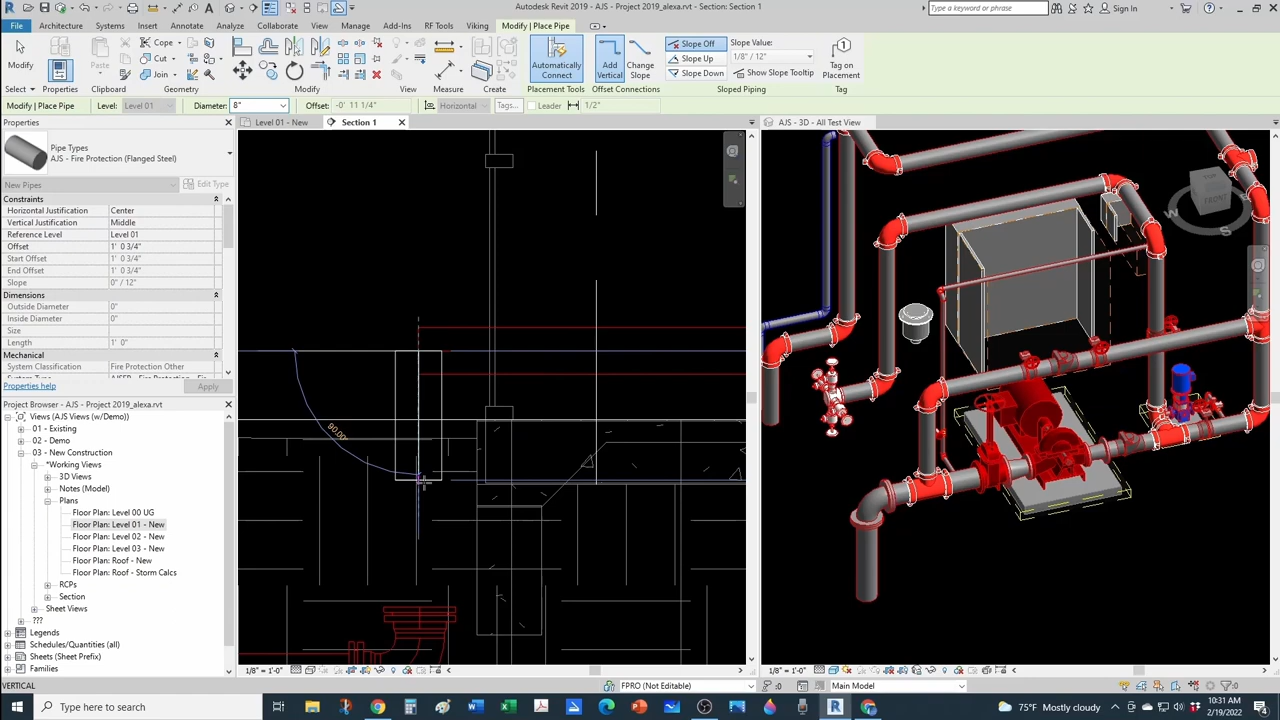 Autodesk Revit 2019 - AJS - Project 2019_alexa.rvt - Section: Section 1
Type a keyword or phrase
Sign In
File
Architecture
Systems
Insert
Annotate
Analyze
Collaborate
View
Manage
Add-Ins
RF Tools
Viking
Modify | Place Pipe
Modify
Paste
Cope
Cut
Join
Automatically
Connect
Add
Vertical
Change
Slope
Slope Off
Slope Up
Slope Down
Slope Value:
1/8" / 12"
Show Slope Tooltip
Tag on
Placement
Select
Properties
Clipboard
Geometry
Modify
View
Measure
Create
Placement Tools
Offset Connections
Sloped Piping
Tag
Modify | Place Pipe
Level:
Level 01
Diameter:
8"
Offset:
-0' 11 1/4"
Horizontal
Tags...
Leader
1/2"
Properties
Level 01 - New
Section 1
AJS - 3D - All Test View
Pipe Types
AJS - Fire Protection (Flanged Steel)
New Pipes
Edit Type
Constraints
Horizontal Justification Center
Vertical Justification Middle
Reference Level Level 01
Offset 1' 0 3/4"
Start Offset 1' 0 3/4"
End Offset 1' 0 3/4"
Slope 0" / 12"
Dimensions
Outside Diameter 0"
Inside Diameter 0"
Size
Length 1' 0"
Mechanical
System Classification Fire Protection Other
Properties help
Apply
Project Browser - AJS - Project 2019_alexa.rvt
Views (AJS Views (w/Demo))
01 - Existing
02 - Demo
03 - New Construction
*Working Views
3D Views
Notes (Model)
Plans
Floor Plan: Level 00 UG
Floor Plan: Level 01 - New
Floor Plan: Level 02 - New
Floor Plan: Level 03 - New
Floor Plan: Roof - New
Floor Plan: Roof - Storm Calcs
RCPs
Section
Sheet Views
???
Legends
Schedules/Quantities (all)
Sheets (Sheet Prefix)
Families
90.00°
TOP
FRONT
W
S
1/8" = 1'-0"
1/8" = 1'-0"
VERTICAL
FPRO (Not Editable)
:0
Main Model
:0
Type here to search
75°F Mostly cloudy
10:31 AM
2/19/2022